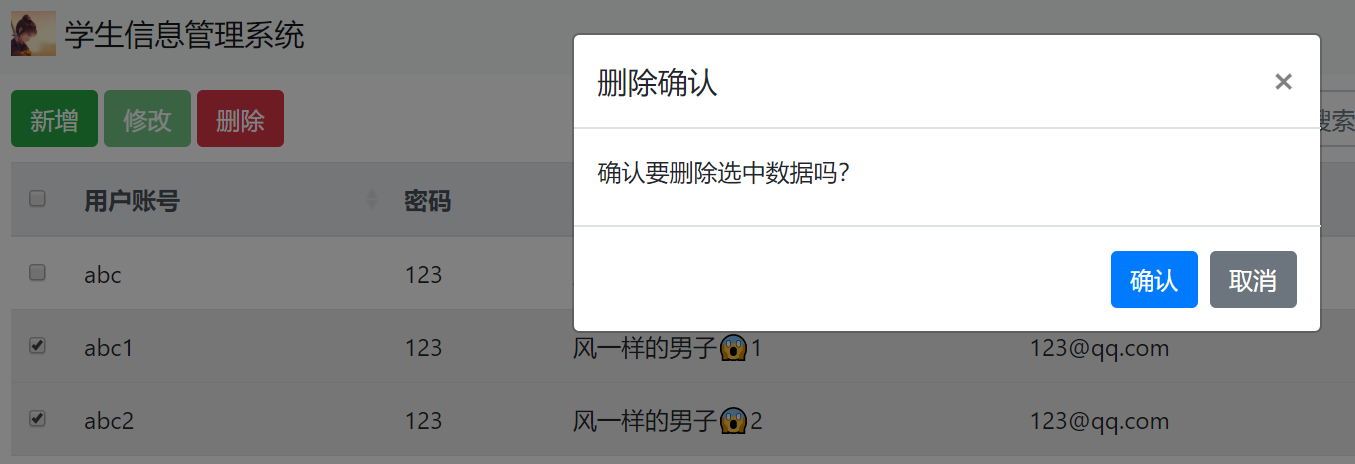 学生信息管理系统
删除确认
×
新增 修改 删除
搜索
确认要删除选中数据吗?
用户账号 密码
确认 取消
abc 123
abc1 123 风一样的男子😱1 123@qq.com
abc2 123 风一样的男子😱2 123@qq.com